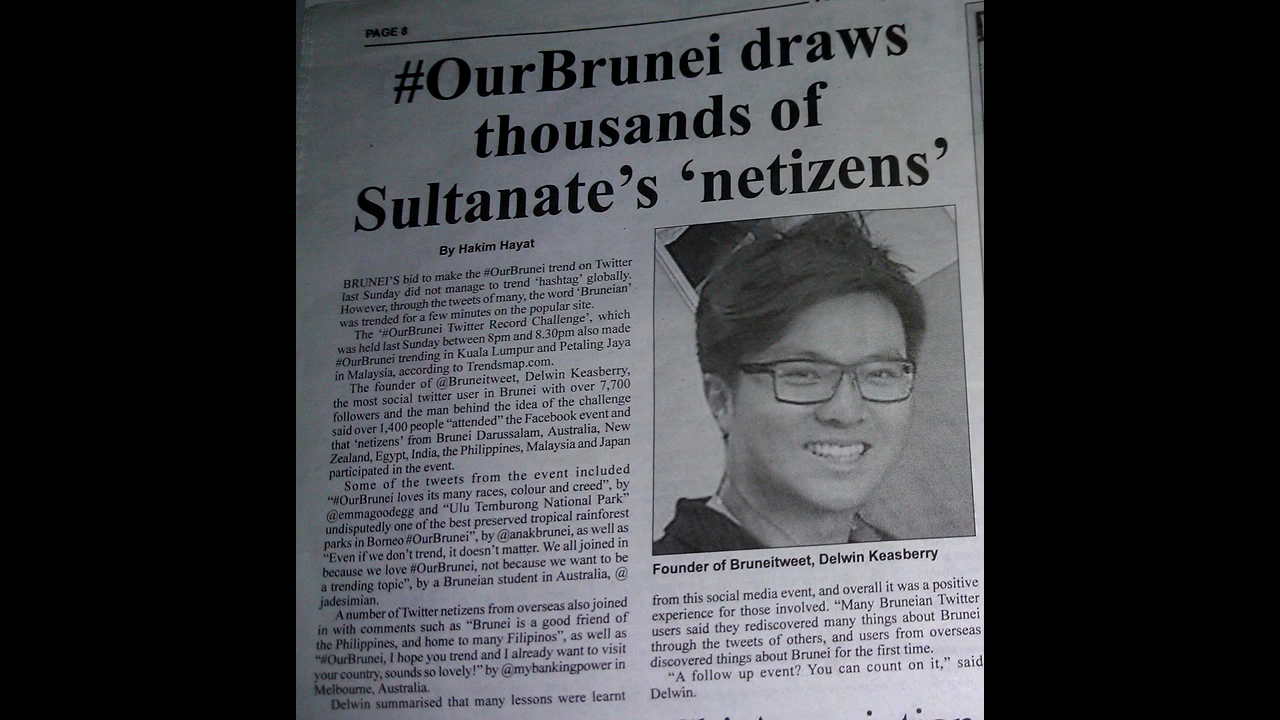 PAGE 8
#OurBrunei draws
thousands of
Sultanate's 'netizens'
By Hakim Hayat
BRUNEI'S bid to make the #OurBrunei trend on Twitter
last Sunday did not manage to trend 'hashtag' globally.
However, through the tweets of many, the word 'Bruneian'
was trended for a few minutes on the popular site.
The '#OurBrunei Twitter Record Challenge', which
was held last Sunday between 8pm and 8.30pm also made
#OurBrunei trending in Kuala Lumpur and Petaling Jaya
in Malaysia, according to Trendsmap.com.
The founder of @Bruneitweet, Delwin Keasberry,
the most social twitter user in Brunei with over 7,700
followers and the man behind the idea of the challenge
said over 1,400 people "attended" the Facebook event and
that 'netizens' from Brunei Darussalam, Australia, New
Zealand, Egypt, India, the Philippines, Malaysia and Japan
participated in the event.
Some of the tweets from the event included
"#OurBrunei loves its many races, colour and creed", by
@emmagoodegg and "Ulu Temburong National Park"
undisputedly one of the best preserved tropical rainforest
parks in Borneo #OurBrunei", by @anakbrunei, as well as
"Even if we don't trend, it doesn't matter. We all joined in
because we love #OurBrunei, not because we want to be
a trending topic", by a Bruneian student in Australia, @
jadesimian.
A number of Twitter netizens from overseas also joined
in with comments such as "Brunei is a good friend of
the Philippines, and home to many Filipinos", as well as
"#OurBrunei, I hope you trend and I already want to visit
your country, sounds so lovely!" by @mybankingpower in
Melbourne, Australia.
Delwin summarised that many lessons were learnt
Founder of Bruneitweet, Delwin Keasberry
from this social media event, and overall it was a positive
experience for those involved. "Many Bruneian Twitter
users said they rediscovered many things about Brunei
through the tweets of others, and users from overseas
discovered things about Brunei for the first time.
"A follow up event? You can count on it," said
Delwin.